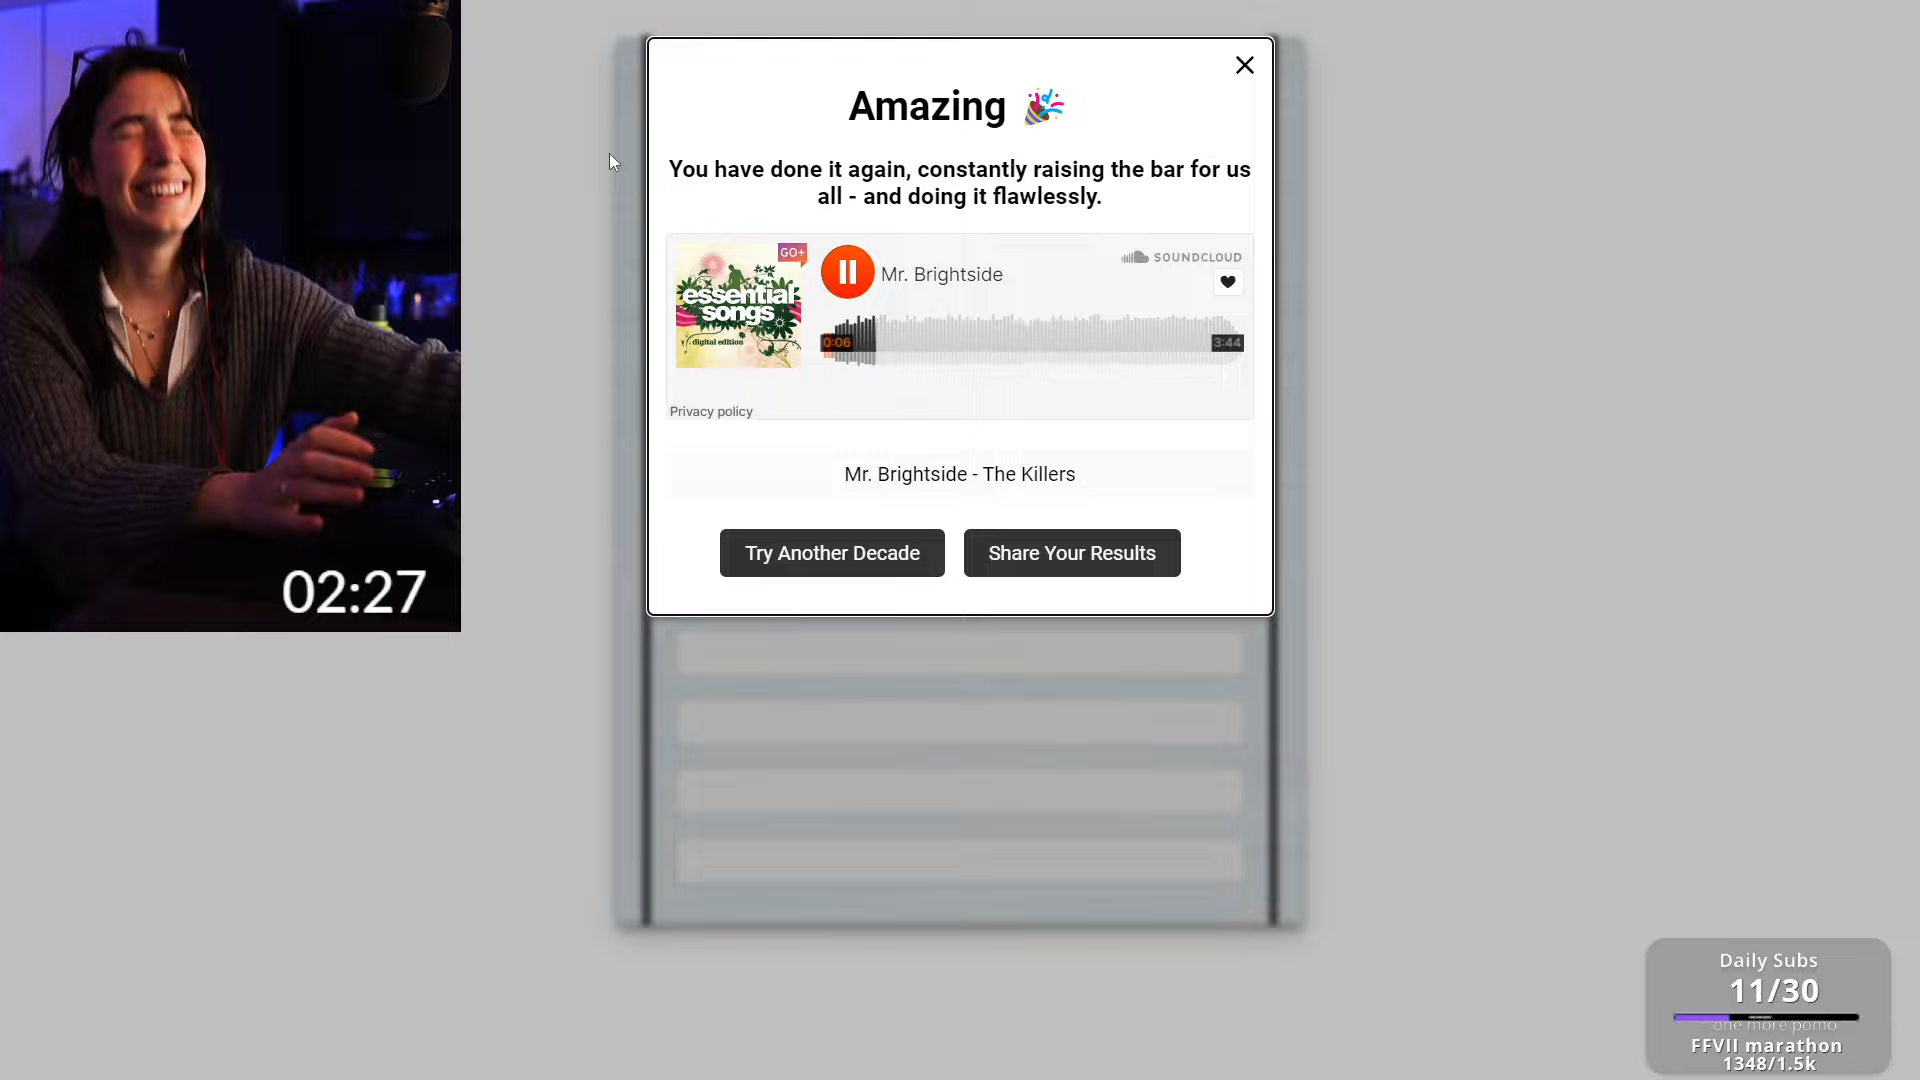 Amazing
You have done it again, constantly raising the bar for us
all - and doing it flawlessly.
GO+
essential
songs
digital edition
Mr. Brightside
SOUNDCLOUD
0:06
3:44
Privacy policy
Mr. Brightside - The Killers
Try Another Decade
Share Your Results
02:27
Daily Subs
11/30
- one more pomo
FFVII marathon
1348/1.5k